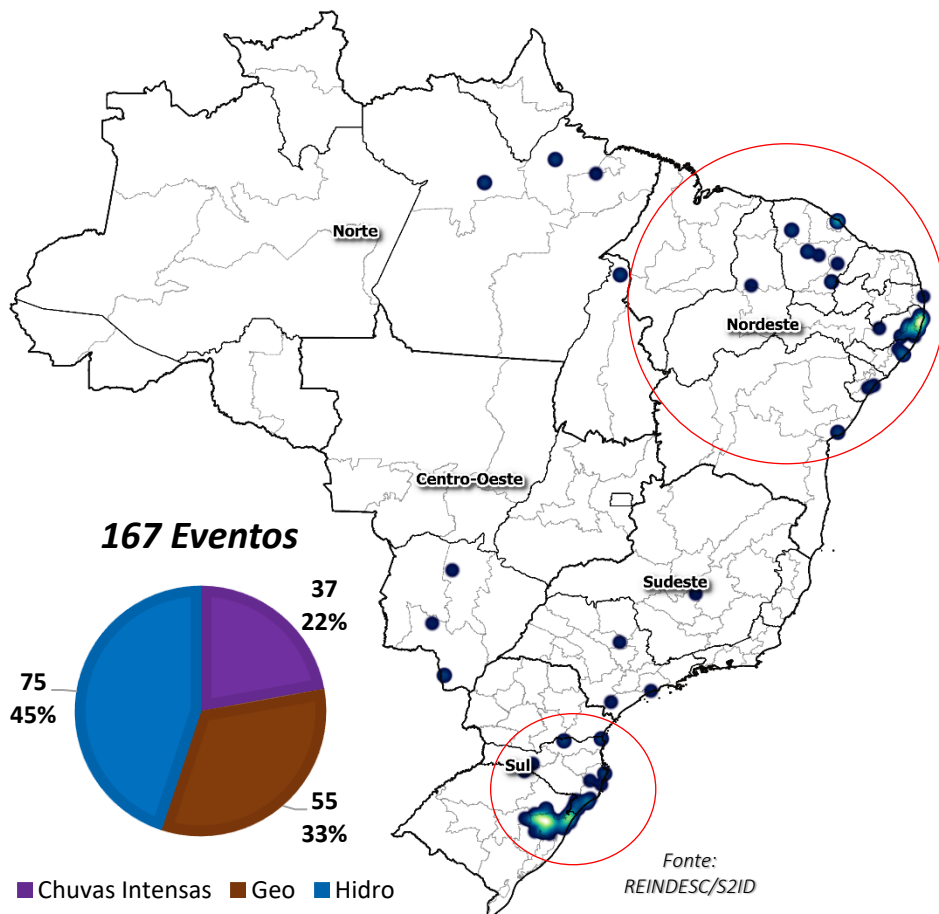 Norte
Nordeste
Centro-Oeste
167 Eventos
Sudeste
37
22%
75
45%
Sul
55
33%
Fonte:
REINDESC/S2ID
Chuvas Intensas Geo Hidro